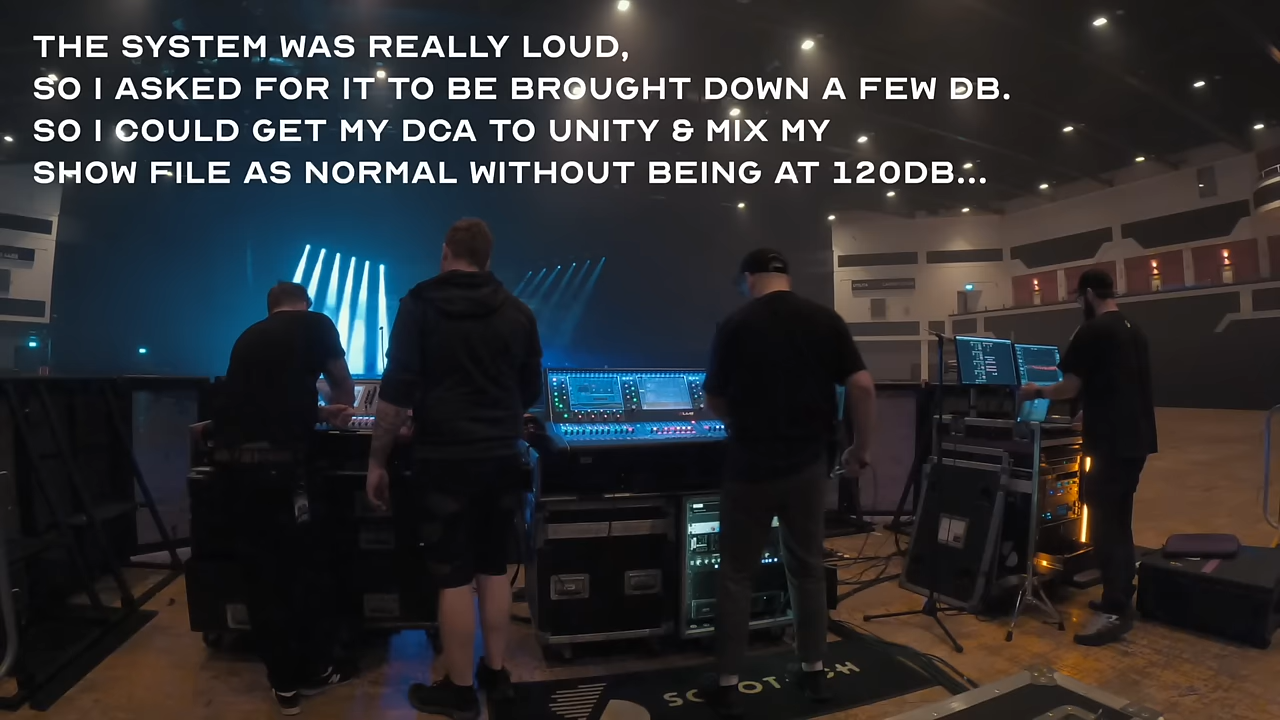 THE SYSTEM WAS REALLY LOUD,
SO I ASKED FOR IT TO BE BROUGHT DOWN A FEW DB.
SO I COULD GET MY DCA TO UNITY & MIX MY
SHOW FILE AS NORMAL WITHOUT BEING AT 120DB...